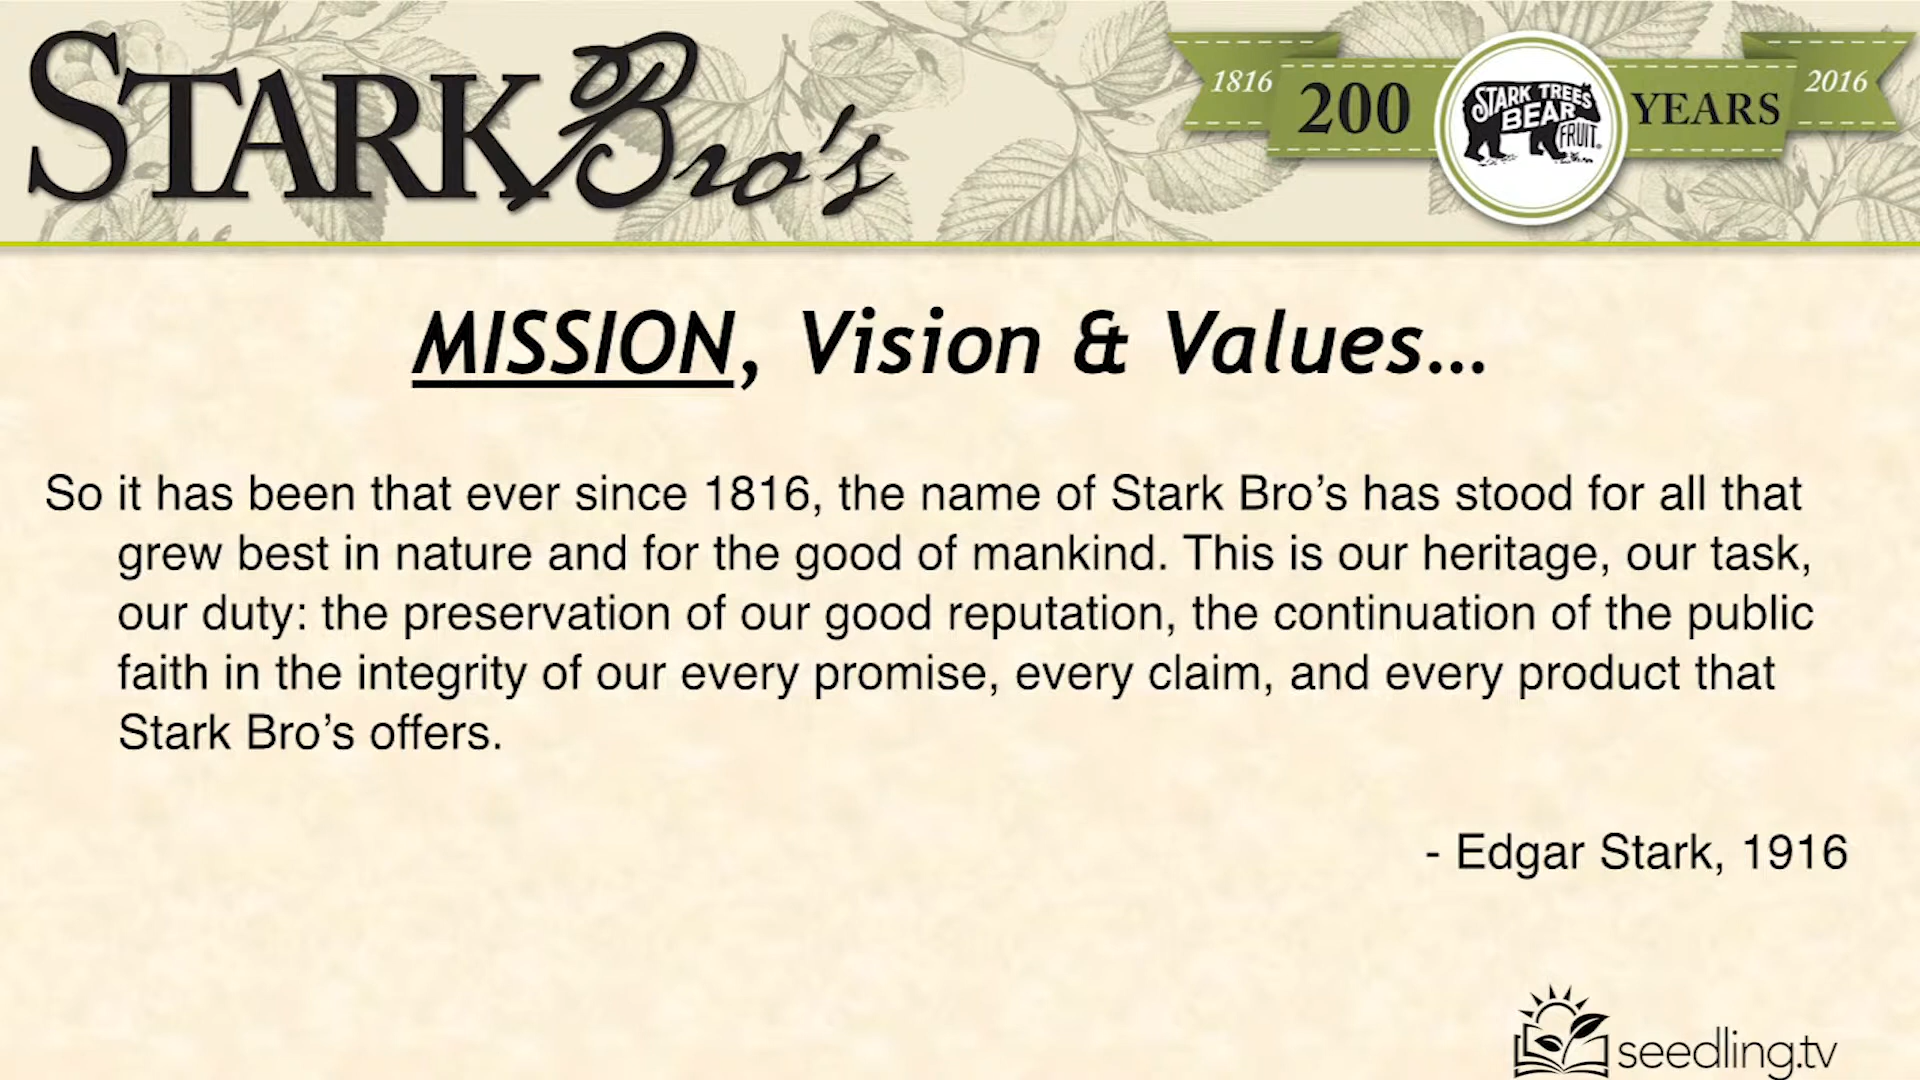 STARK Bro's
1816 200 YEARS 2016
STARK TREES
BEAR
FRUIT
MISSION, Vision & Values...
So it has been that ever since 1816, the name of Stark Bro’s has stood for all that
grew best in nature and for the good of mankind. This is our heritage, our task,
our duty: the preservation of our good reputation, the continuation of the public
faith in the integrity of our every promise, every claim, and every product that
Stark Bro’s offers.
- Edgar Stark, 1916
seedling.tv